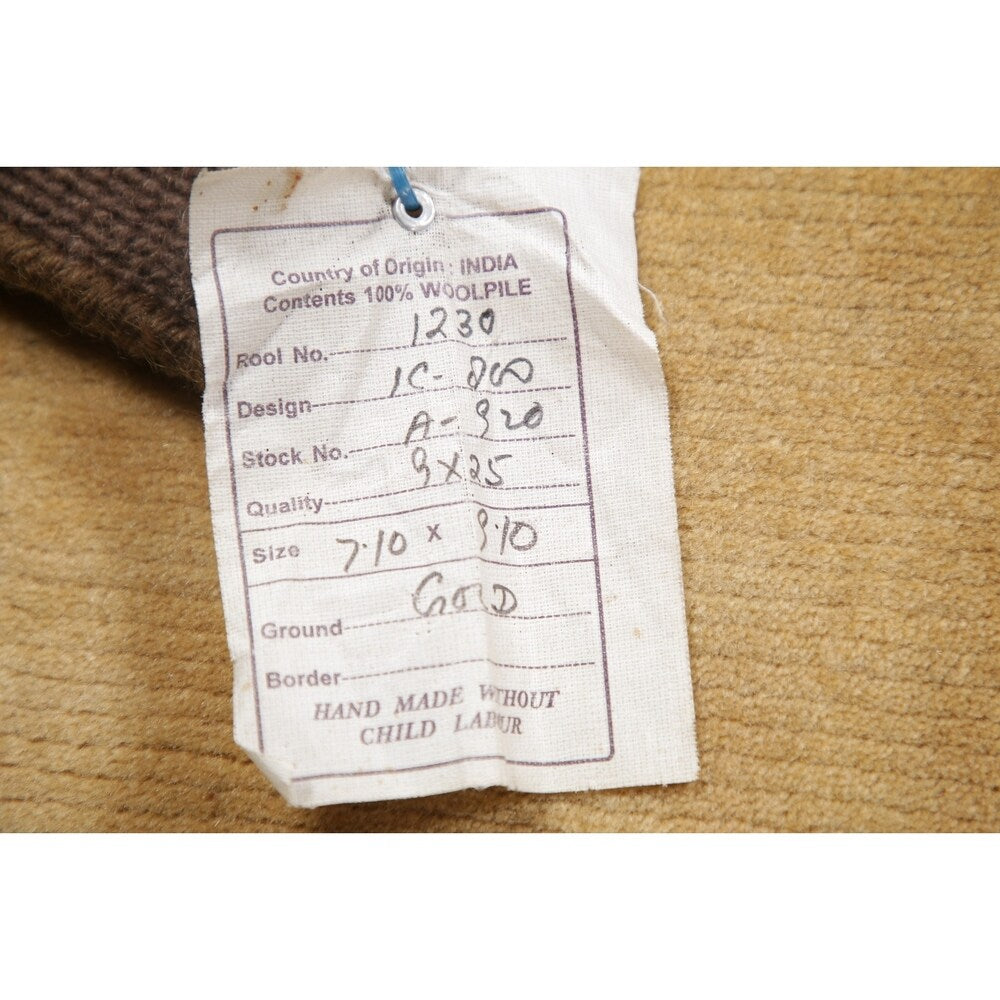 Country of Origin: INDIA
Contents 100% WOOLPILE
Rool No. 1230
Design 1C-800
Stock No. A-920
Quality 9X25
Size 7.10 x 9.10
Ground GOLD
Border
HAND MADE WITHOUT
CHILD LABOUR